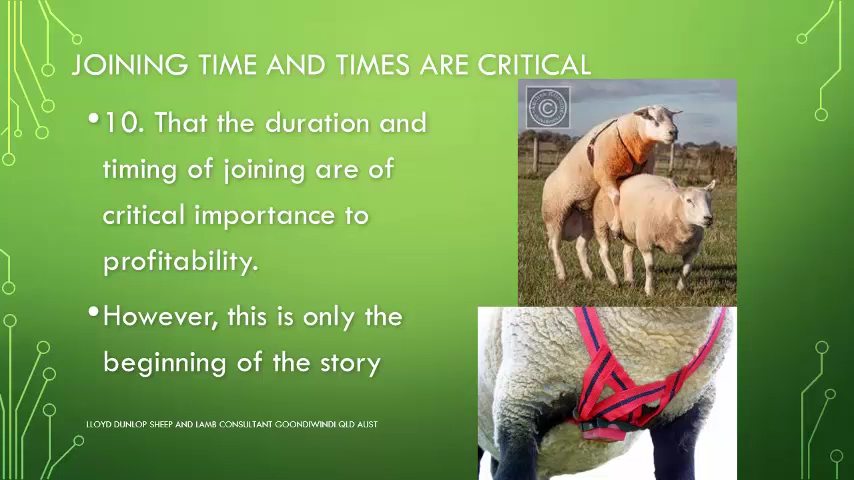 JOINING TIME AND TIMES ARE CRITICAL
•10. That the duration and
timing of joining are of
critical importance to
profitability.
•However, this is only the
beginning of the story
LLOYD DUNLOP SHEEP AND LAMB CONSULTANT GOONDIWINDI QLD AUST